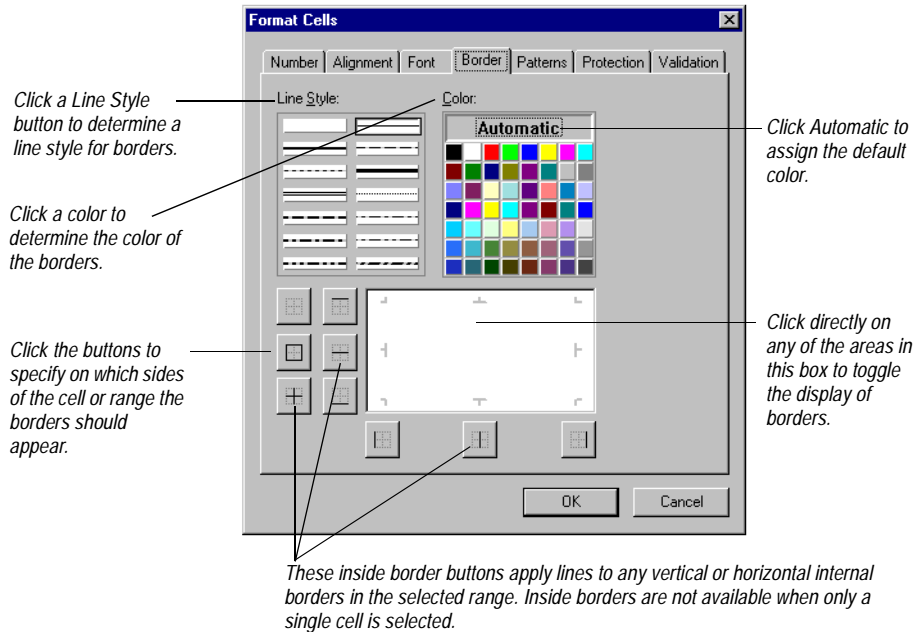 Format Cells
Number Alignment Font Border Patterns Protection Validation
Click a Line Style
button to determine a
line style for borders.
Line Style:
Color:
Automatic
Click Automatic to
assign the default
color.
Click a color to
determine the color of
the borders.
Click the buttons to
specify on which sides
of the cell or range the
borders should
appear.
Click directly on
any of the areas in
this box to toggle
the display of
borders.
OK Cancel
These inside border buttons apply lines to any vertical or horizontal internal
borders in the selected range. Inside borders are not available when only a
single cell is selected.